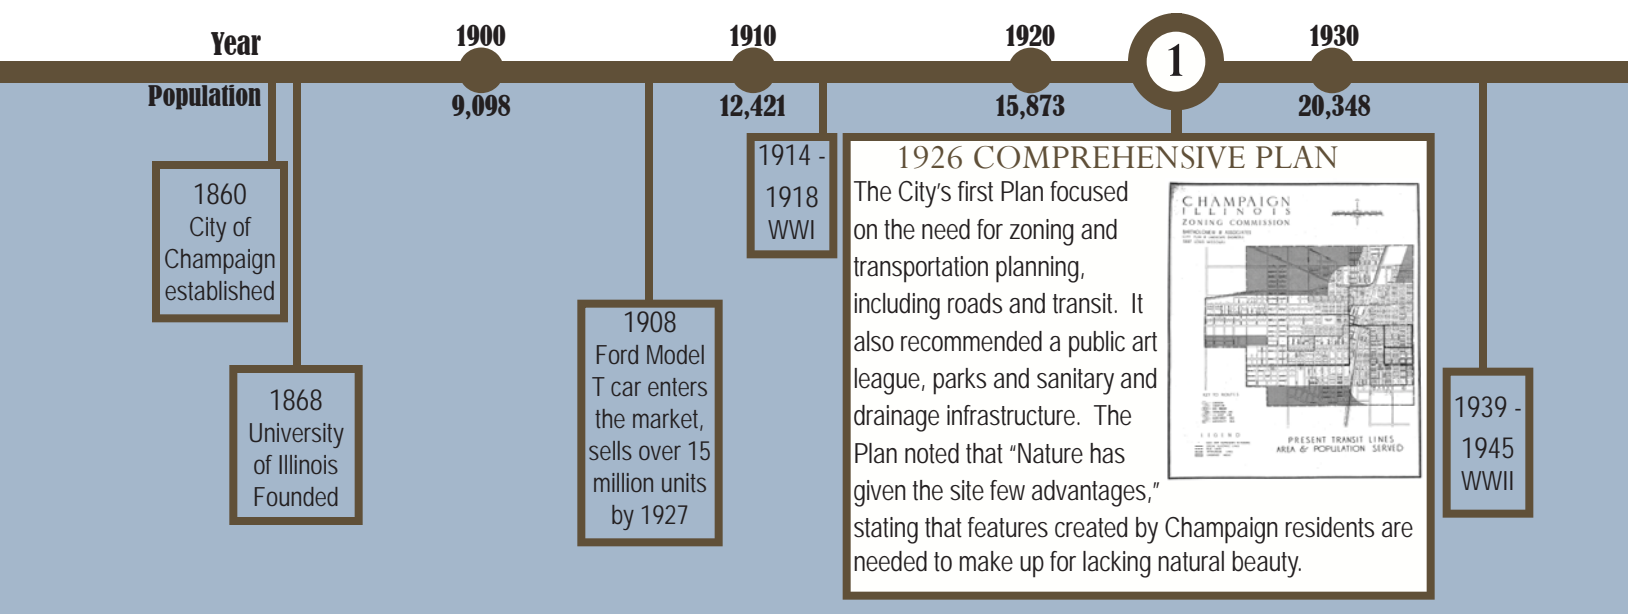 Year
1900
1910
1920
1
1930
Population
9,098
12,421
15,873
20,348
1860
City of
Champaign
established
1868
University
of Illinois
Founded
1908
Ford Model
T car enters
the market,
sells over 15
million units
by 1927
1914 -
1918
WWI
1926 COMPREHENSIVE PLAN
The City's first Plan focused
on the need for zoning and
transportation planning,
including roads and transit.  It
also recommended a public art
league, parks and sanitary and
drainage infrastructure.  The
Plan noted that “Nature has
given the site few advantages,”
stating that features created by Champaign residents are
needed to make up for lacking natural beauty.
CHAMPAIGN
ILLINOIS
ZONING COMMISSION
LEGEND
PRESENT TRANSIT LINES
AREA & POPULATION SERVED
1939 -
1945
WWII